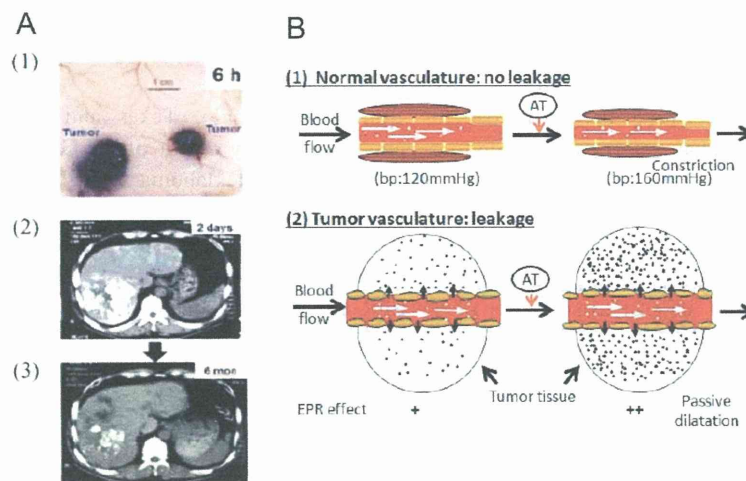 A
(1)
6 h
1 cm
Tumor
Tumor
(2)
2 days
(3)
6 mos
B
(1) Normal vasculature: no leakage
Blood
flow
AT
(bp:120mmHg)
Constriction
(bp:160mmHg)
(2) Tumor vasculature: leakage
Blood
flow
AT
Tumor tissue
EPR effect
+
++
Passive
dilatation